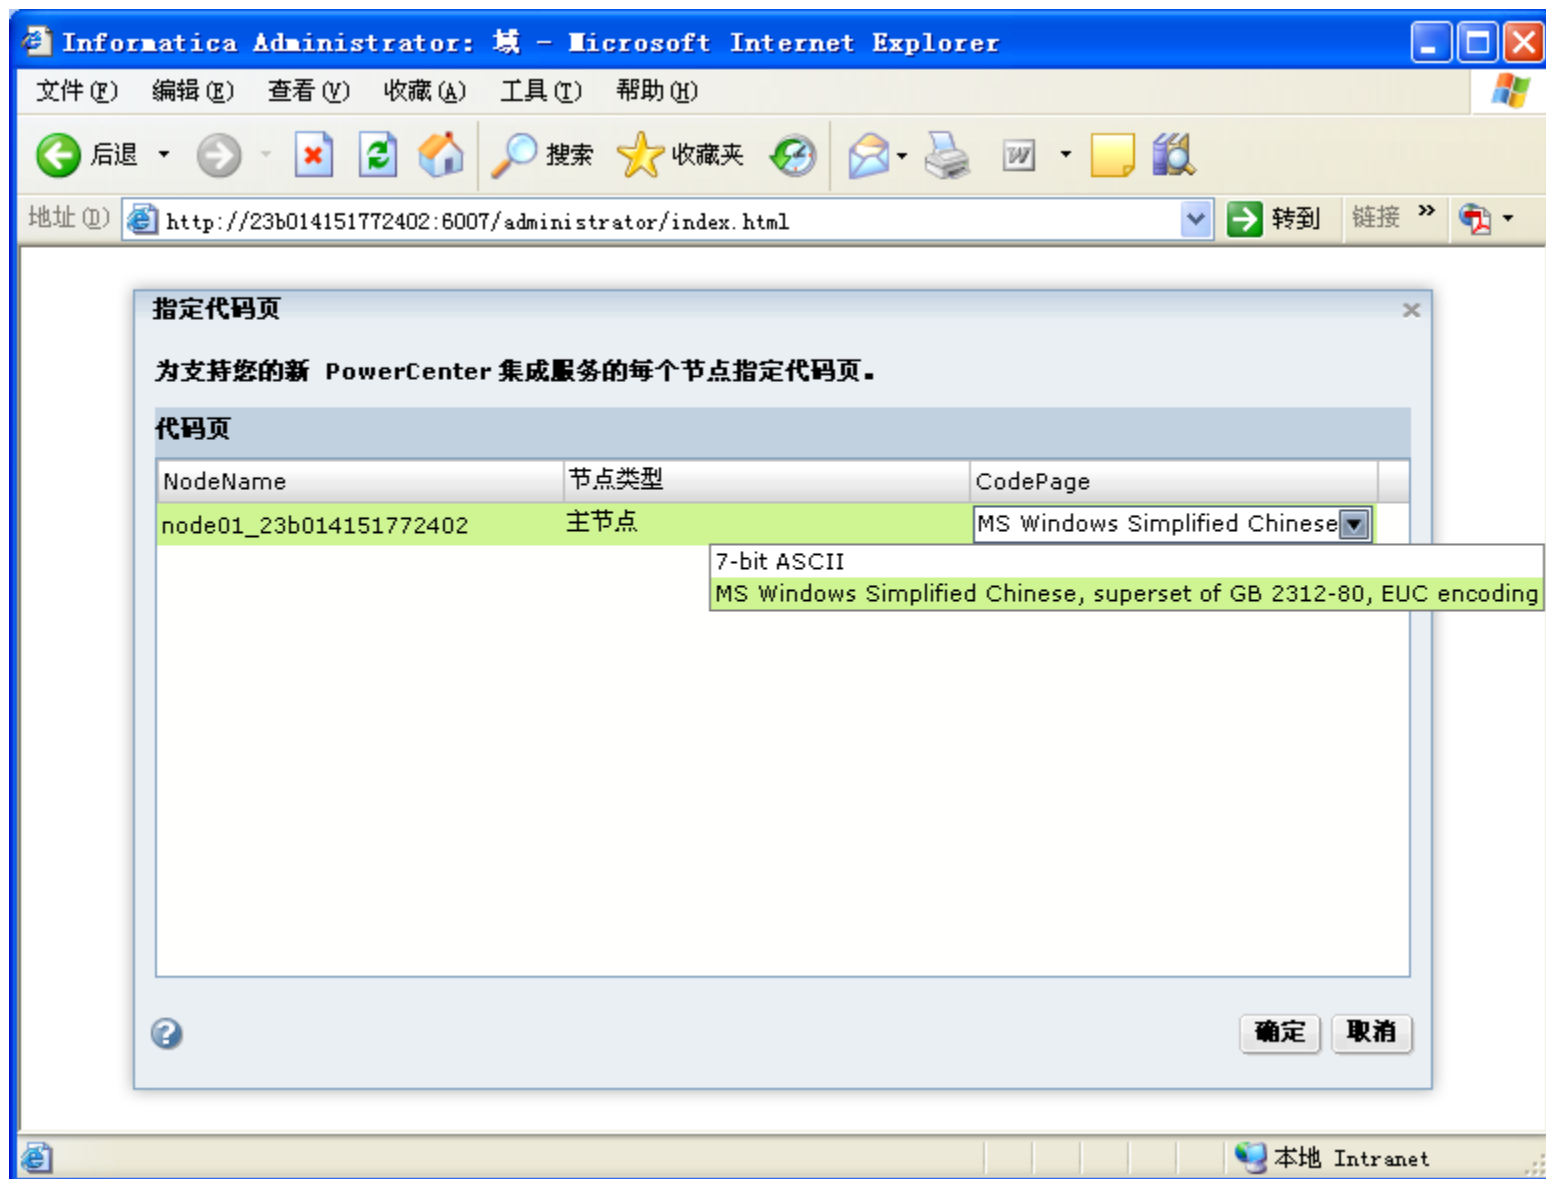 Informatica Administrator: 域 - Microsoft Internet Explorer
文件(F) 编辑(E) 查看(V) 收藏(A) 工具(T) 帮助(H)
后退 搜索 收藏夹 W
地址(D) http://23b014151772402:6007/administrator/index.html 转到 链接 »
指定代码页
为支持您的新 PowerCenter 集成服务的每个节点指定代码页。
代码页
NodeName 节点类型 CodePage
node01_23b014151772402 主节点 MS Windows Simplified Chinese
7-bit ASCII
MS Windows Simplified Chinese, superset of GB 2312-80, EUC encoding
确定 取消
本地 Intranet